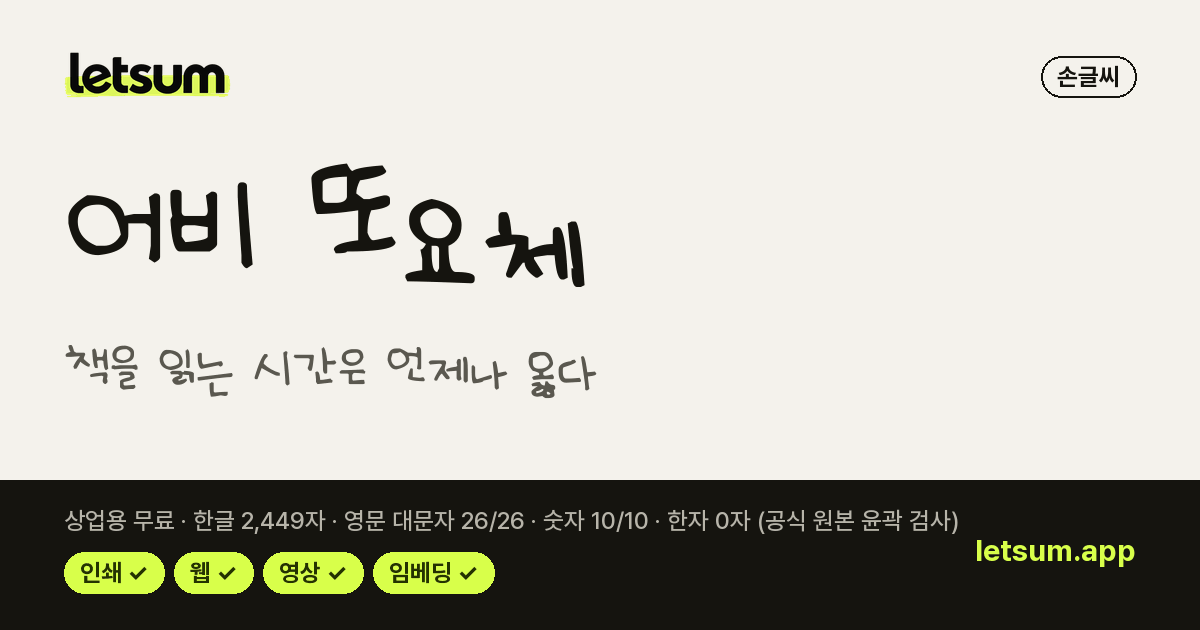 letsum
손글씨
어비 또요체
책을 읽는 시간은 언제나 옳다
상업용 무료 · 한글 2,449자 · 영문 대문자 26/26 · 숫자 10/10 · 한자 0자 (공식 원본 윤곽 검사)
인쇄 ✓ 웹 ✓ 영상 ✓ 임베딩 ✓
letsum.app